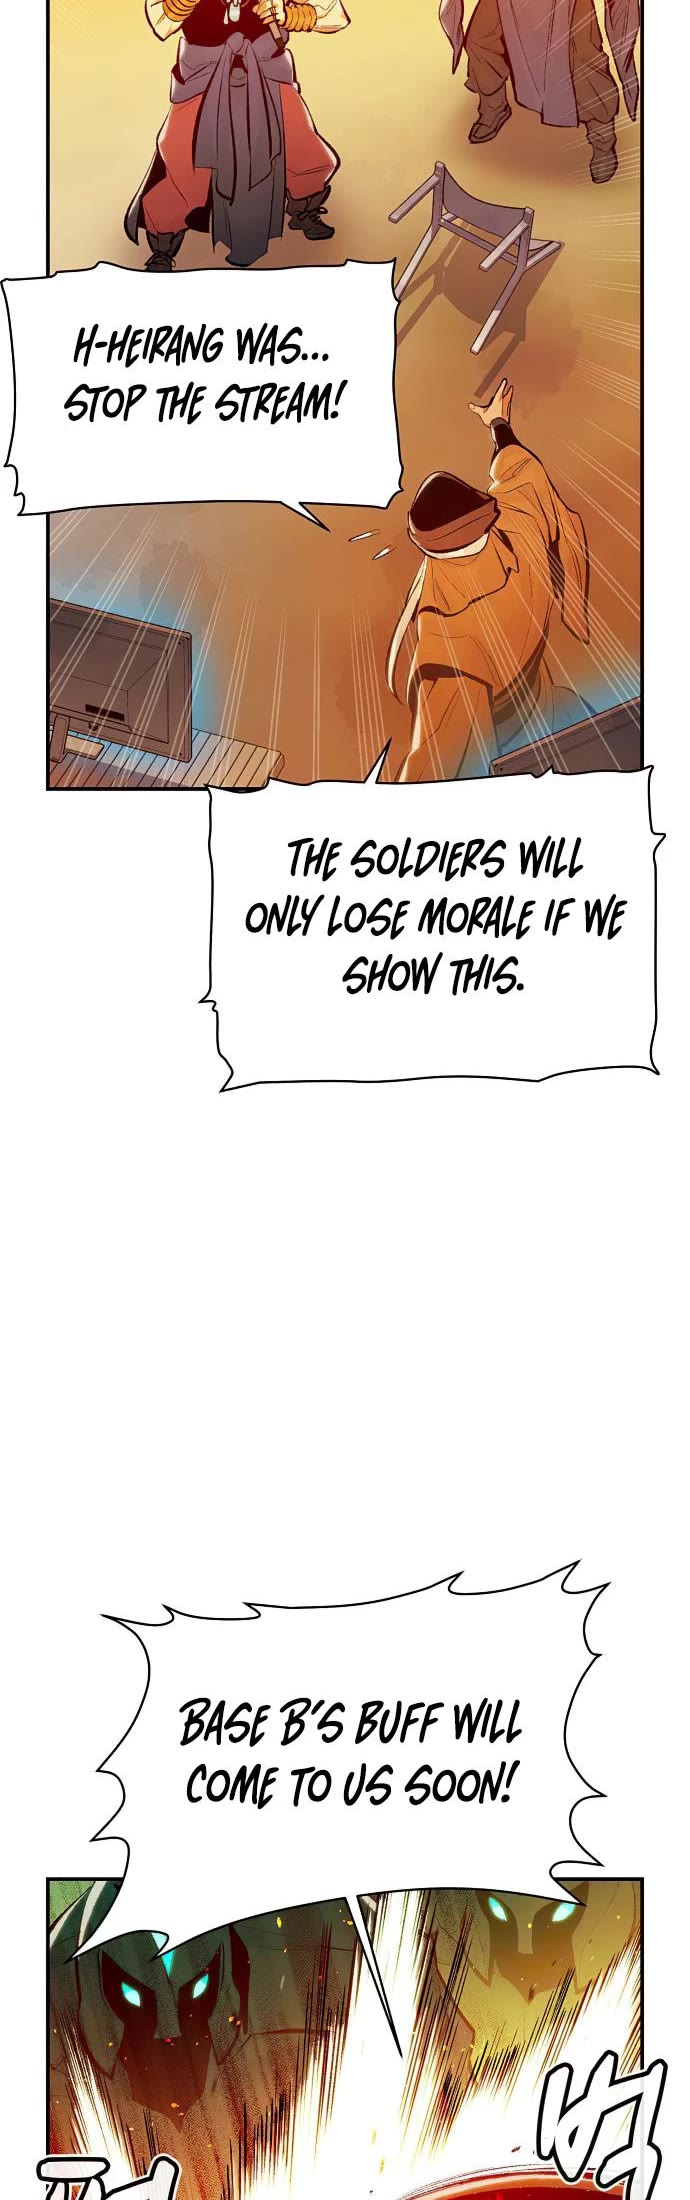 H-HEIRANG WAS...
STOP THE STREAM!
THE SOLDIERS WILL
ONLY LOSE MORALE IF WE
SHOW THIS.
BASE B'S BUFF WILL
COME TO US SOON!